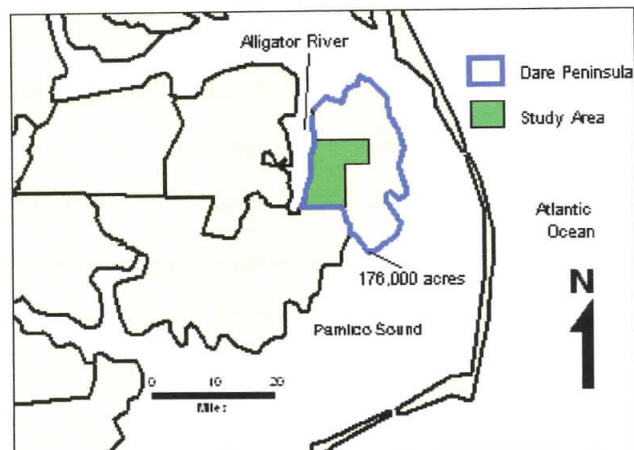 Alligator River
Dare Peninsula
Study Area
Atlantic
Ocean
176,000 acres
N
Pamlico Sound
0 10 20
Miles